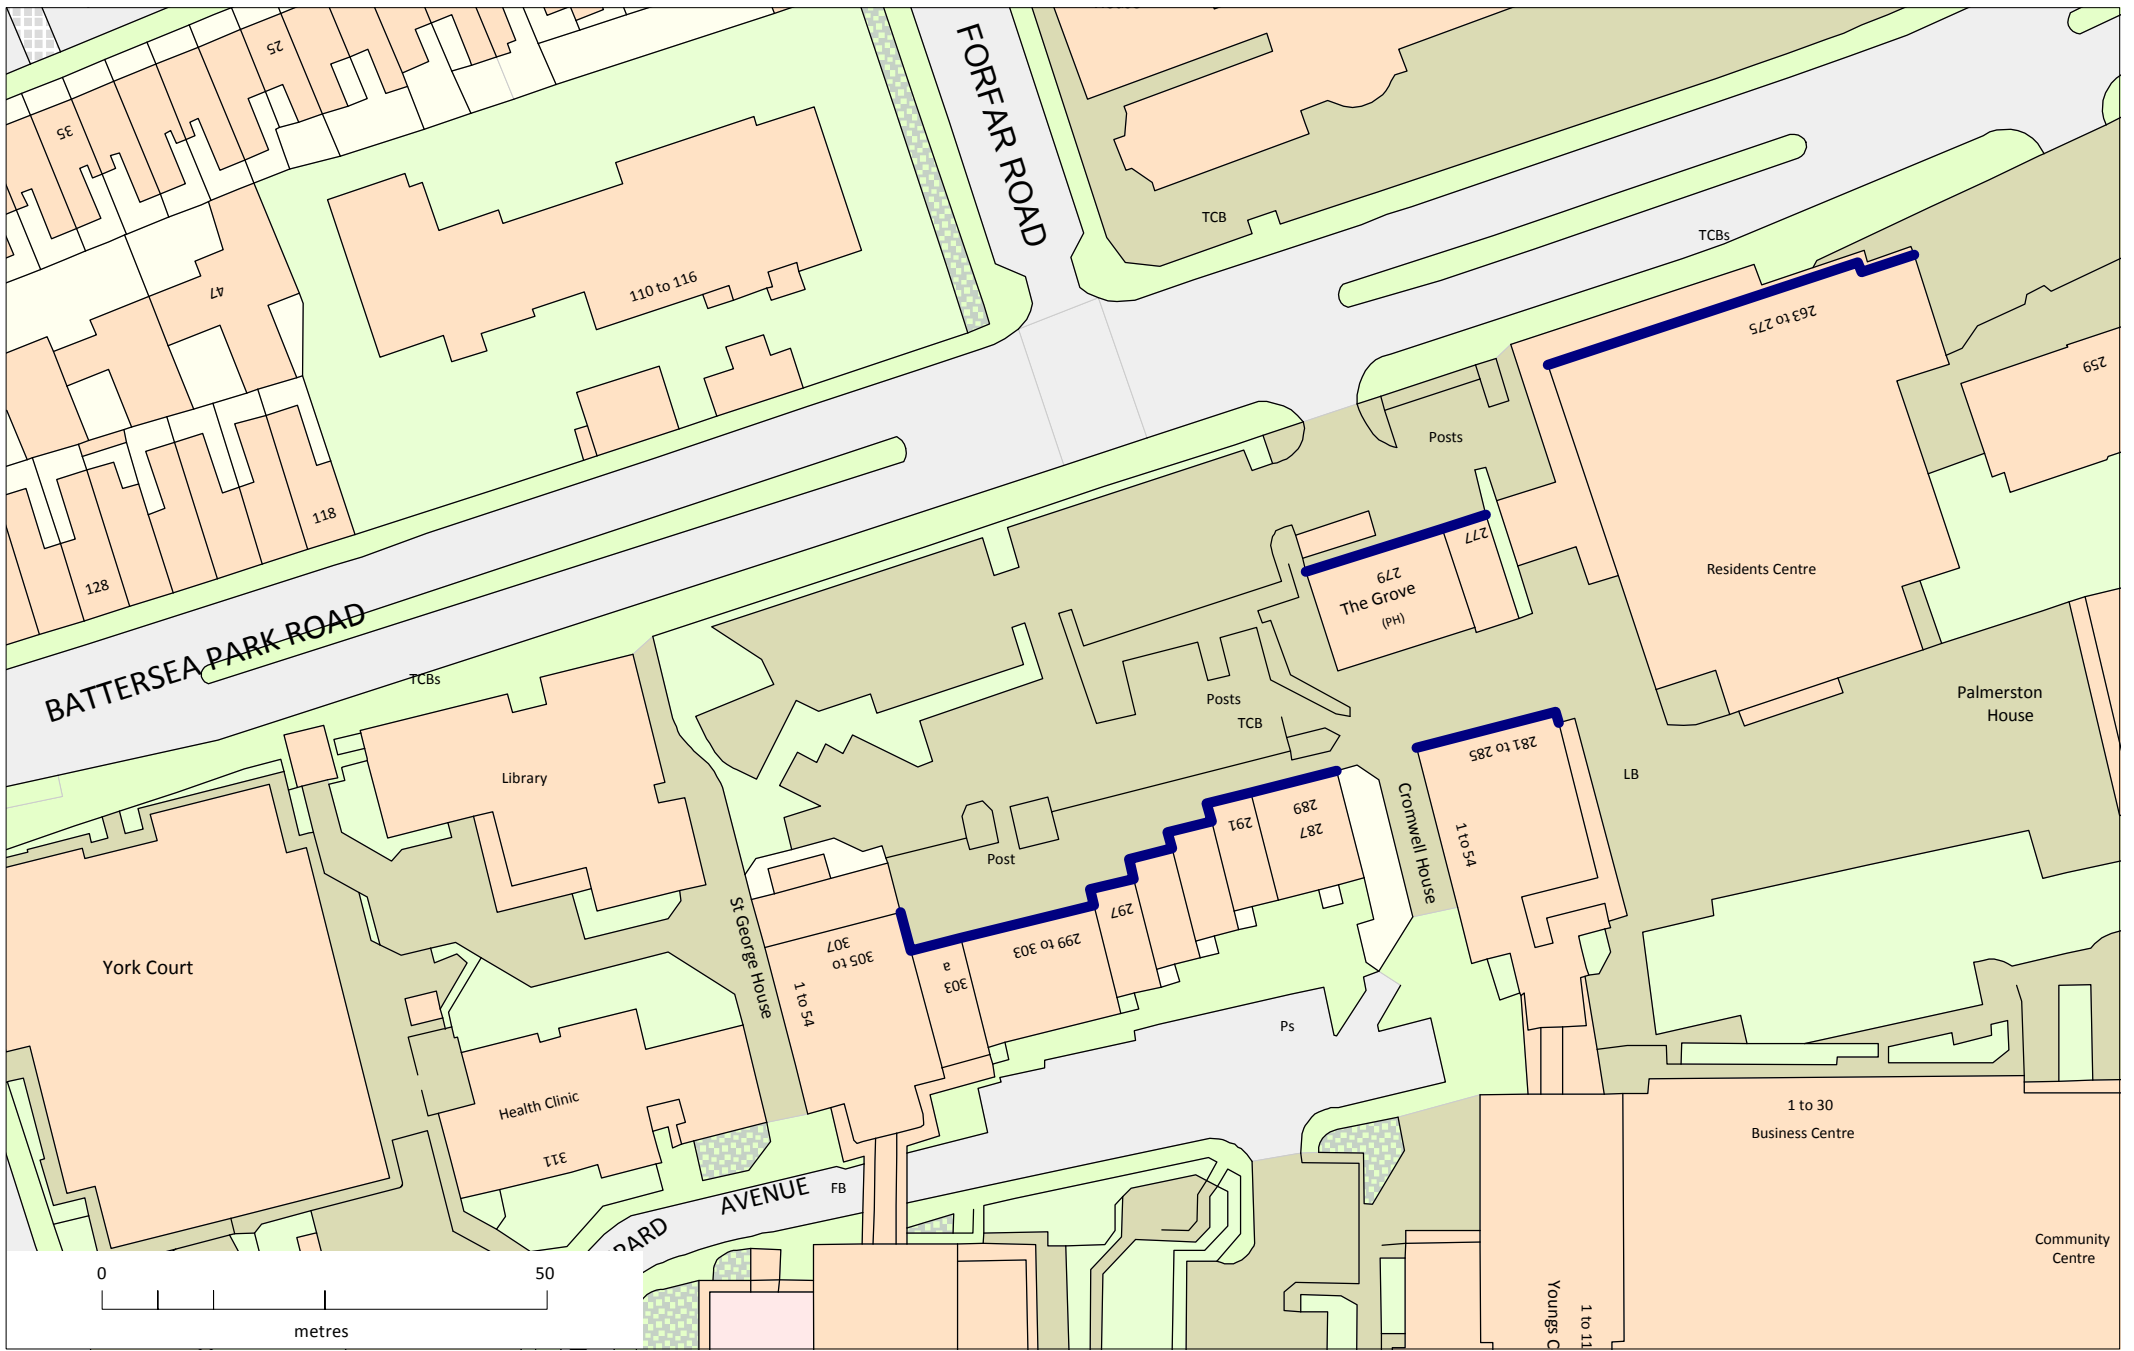 25
35
FORFAR ROAD
TCB
TCBs
47
110 to 116
263 to 275
259
Posts
118
128
277
279
The Grove
(PH)
Residents Centre
BATTERSEA PARK ROAD
TCBs
Posts
TCB
Palmerston
House
281 to 285
LB
Library
Cromwell House
1 to 54
289
287
291
Post
297
299 to 303
St George House
307
305 to
303
a
1 to 54
York Court
Ps
Health Clinic
311
1 to 30
Business Centre
AVENUE
FB
Community
Centre
Youngs C
1 to 11
0
50
metres